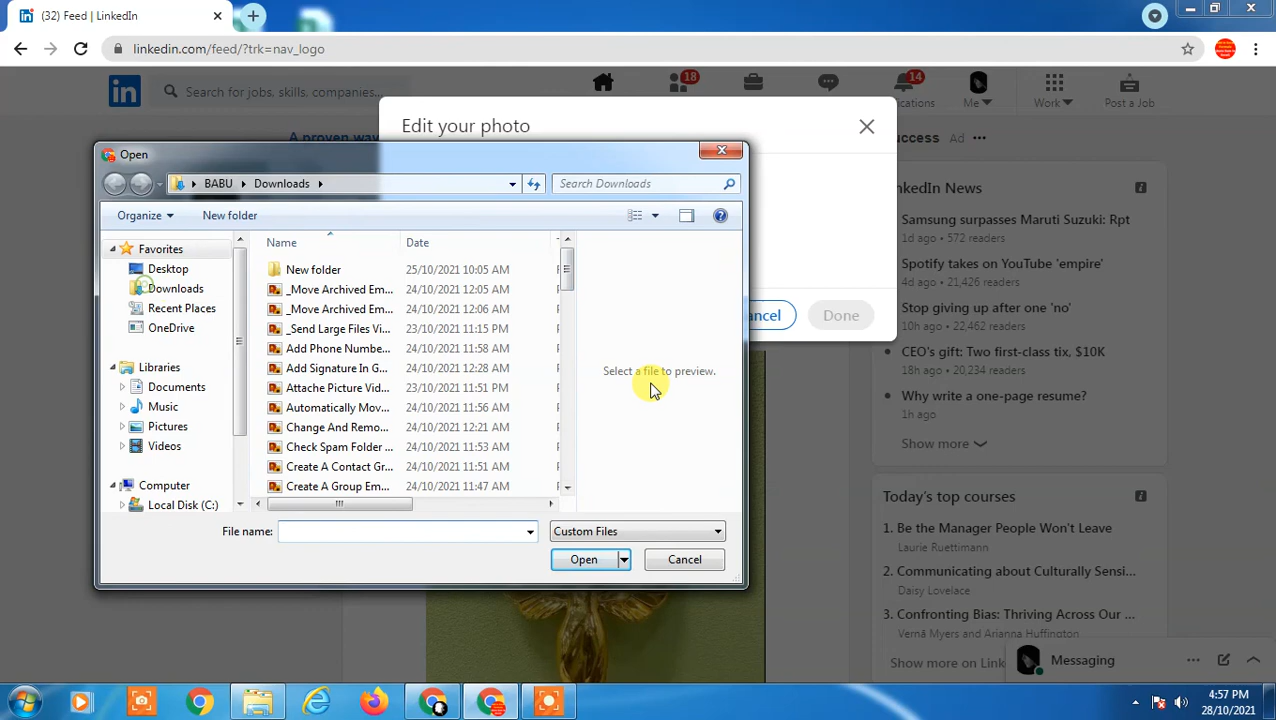 (32) Feed | LinkedIn
linkedin.com/feed/?trk=nav_logo
in
Search for jobs, skills, companies...
18
14
ications
Me
Work
Post a Job
Edit your photo
A proven wa
uccess
Ad
Open
BABU
Downloads
Search Downloads
Organize
New folder
Name
Date
Favorites
Desktop
Downloads
Recent Places
OneDrive
Libraries
Documents
Music
Pictures
Videos
Computer
Local Disk (C:)
New folder 25/10/2021 10:05 AM
_Move Archived Em... 24/10/2021 12:05 AM
_Move Archived Em... 24/10/2021 12:06 AM
_Send Large Files Vi... 23/10/2021 11:15 PM
Add Phone Numbe... 24/10/2021 11:58 AM
Add Signature In G... 24/10/2021 12:28 AM
Attache Picture Vid... 23/10/2021 11:51 PM
Automatically Mov... 24/10/2021 11:56 AM
Change And Remo... 24/10/2021 12:21 AM
Check Spam Folder ... 24/10/2021 11:53 AM
Create A Contact Gr... 24/10/2021 11:51 AM
Create A Group Em... 24/10/2021 11:47 AM
Select a file to preview.
File name:
Custom Files
Open
Cancel
ancel
Done
nkedIn News
Samsung surpasses Maruti Suzuki: Rpt
1d ago • 572 readers
Spotify takes on YouTube 'empire'
4d ago • 21,426 readers
Stop giving up after one 'no'
10h ago • 22,462 readers
CEO's gift: Two first-class tix, $10K
18h ago • 20,234 readers
Why write a one-page resume?
1h ago
Show more
Today's top courses
1. Be the Manager People Won't Leave
Laurie Ruettimann
2. Communicating about Culturally Sensi...
Daisy Lovelace
3. Confronting Bias: Thriving Across Our ...
Vernā Myers and Arianna Huffington
Show more on Link
Messaging
4:57 PM
28/10/2021